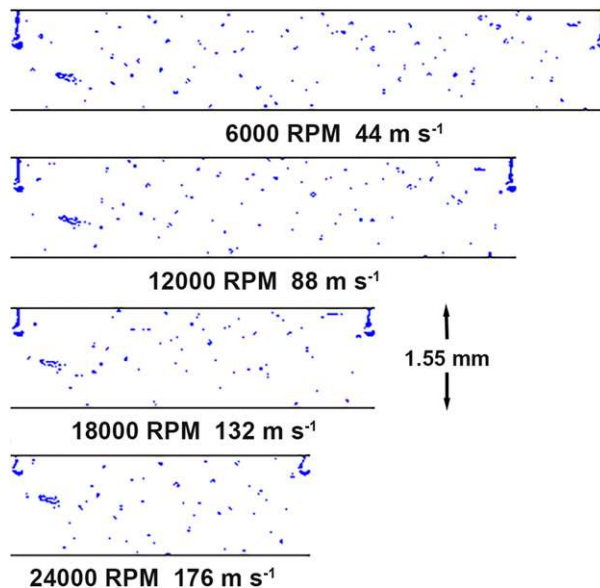 6000 RPM 44 m s⁻¹
12000 RPM 88 m s⁻¹
1.55 mm
18000 RPM 132 m s⁻¹
24000 RPM 176 m s⁻¹